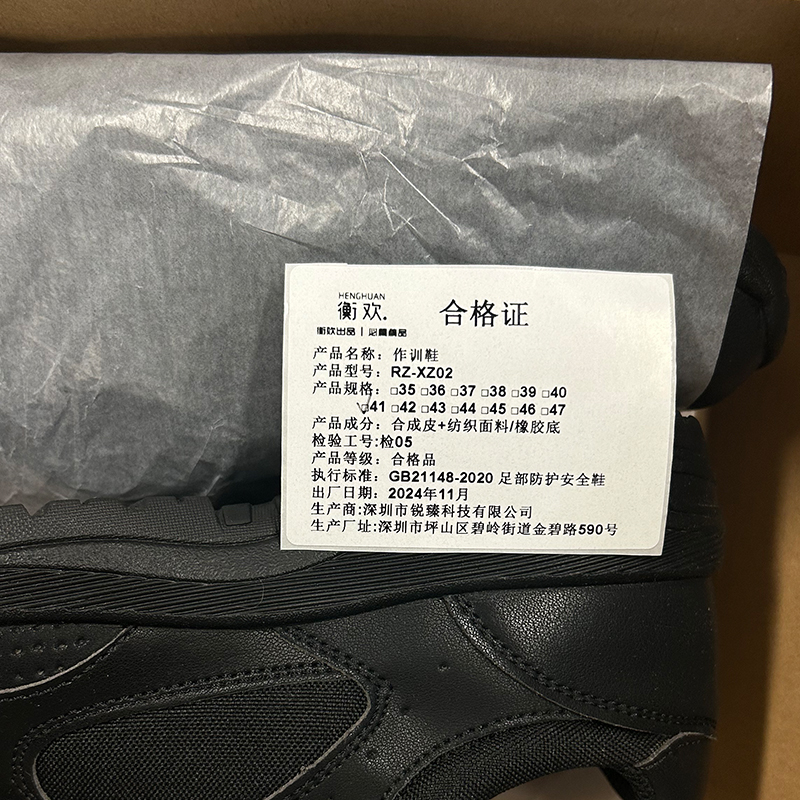 HENGHUAN
衡欢.
合格证
衡欢出品 | 必属精品
产品名称：作训鞋
产品型号：RZ-XZ02
产品规格：□35 □36 □37 □38 □39 □40
□41 □42 □43 □44 □45 □46 □47
产品成分：合成皮+纺织面料/橡胶底
检验工号:检05
产品等级：合格品
执行标准：GB21148-2020 足部防护安全鞋
出厂日期：2024年11月
生产商:深圳市锐臻科技有限公司
生产厂址:深圳市坪山区碧岭街道金碧路590号